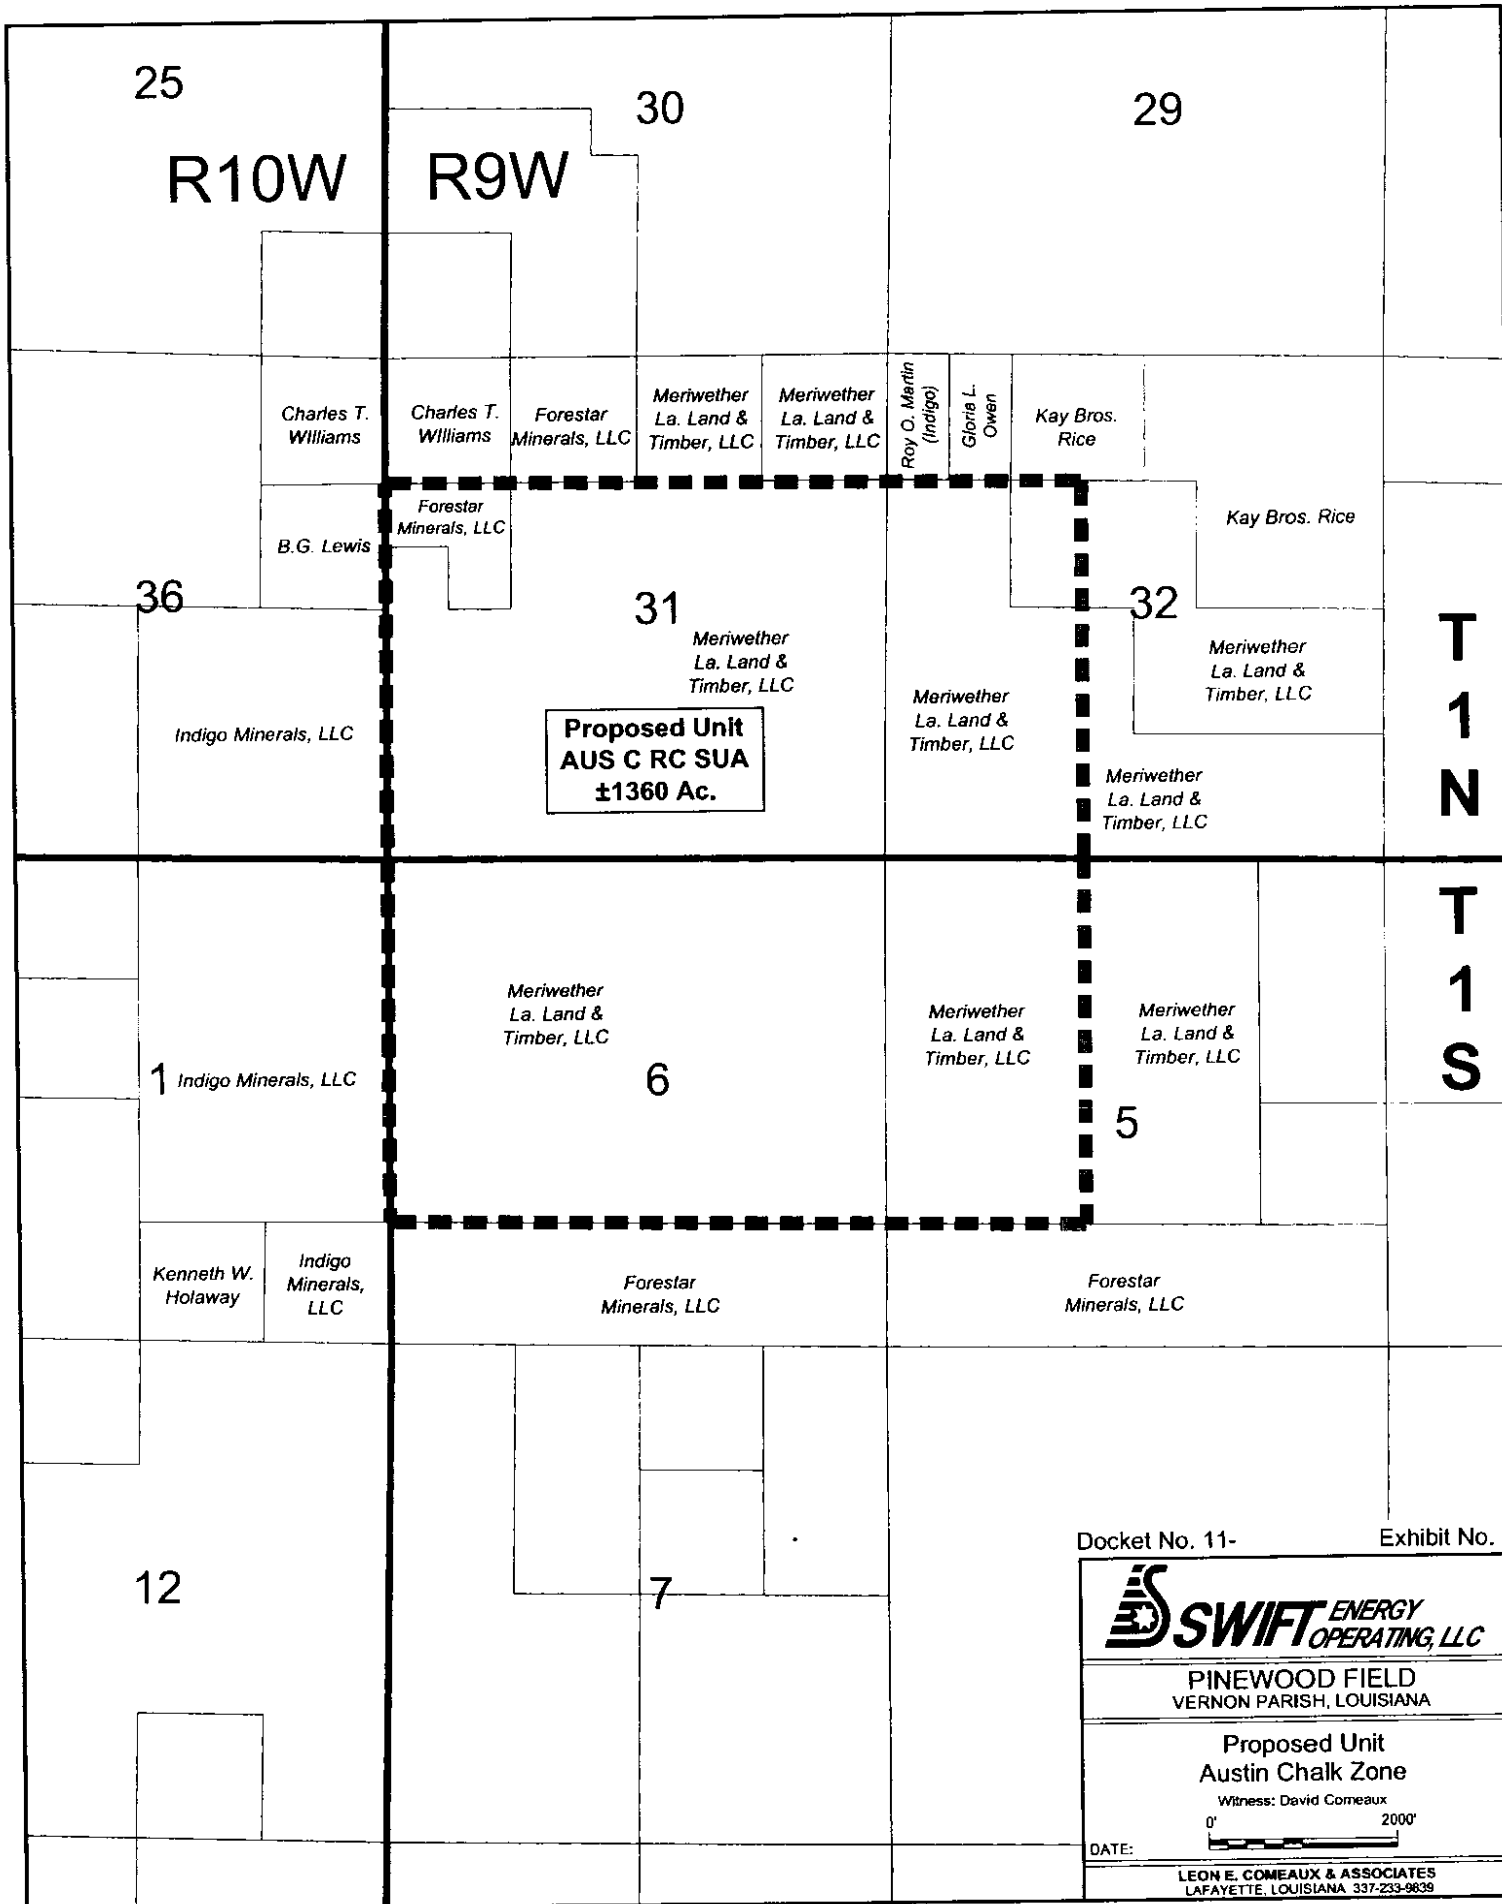 25
30
29
R10W
R9W
Charles T.
Williams
Charles T.
Williams
Forestar
Minerals, LLC
Meriwether
La. Land &
Timber, LLC
Meriwether
La. Land &
Timber, LLC
Roy O. Martin
(Indigo)
Gloria L.
Owen
Kay Bros.
Rice
Forestar
Minerals, LLC
B.G. Lewis
Kay Bros. Rice
36
31
32
Meriwether
La. Land &
Timber, LLC
Meriwether
La. Land &
Timber, LLC
Indigo Minerals, LLC
Meriwether
La. Land &
Timber, LLC
Proposed Unit
AUS C RC SUA
±1360 Ac.
Meriwether
La. Land &
Timber, LLC
T
1
N
T
1
S
Meriwether
La. Land &
Timber, LLC
Meriwether
La. Land &
Timber, LLC
Meriwether
La. Land &
Timber, LLC
1
Indigo Minerals, LLC
6
5
Kenneth W.
Holaway
Indigo
Minerals,
LLC
Forestar
Minerals, LLC
Forestar
Minerals, LLC
12
7
Docket No. 11-
Exhibit No.
SWIFT ENERGY
OPERATING, LLC
PINEWOOD FIELD
VERNON PARISH, LOUISIANA
Proposed Unit
Austin Chalk Zone
Witness: David Comeaux
0' 2000'
DATE:
LEON E. COMEAUX & ASSOCIATES
LAFAYETTE, LOUISIANA 337-233-9839